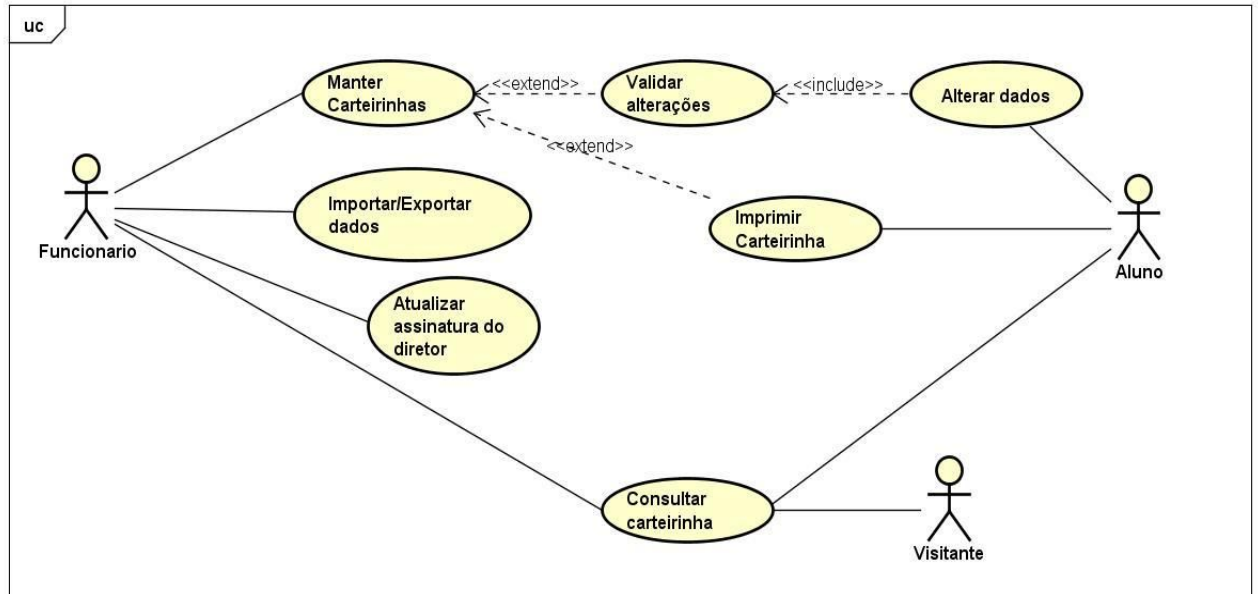 uc
Manter
Carteirinhas
<<extend>>
Validar
alterações
<<include>>
Alterar dados
<<extend>>
Importar/Exportar
dados
Imprimir
Carteirinha
Funcionario
Aluno
Atualizar
assinatura do
diretor
Consultar
carteirinha
Visitante